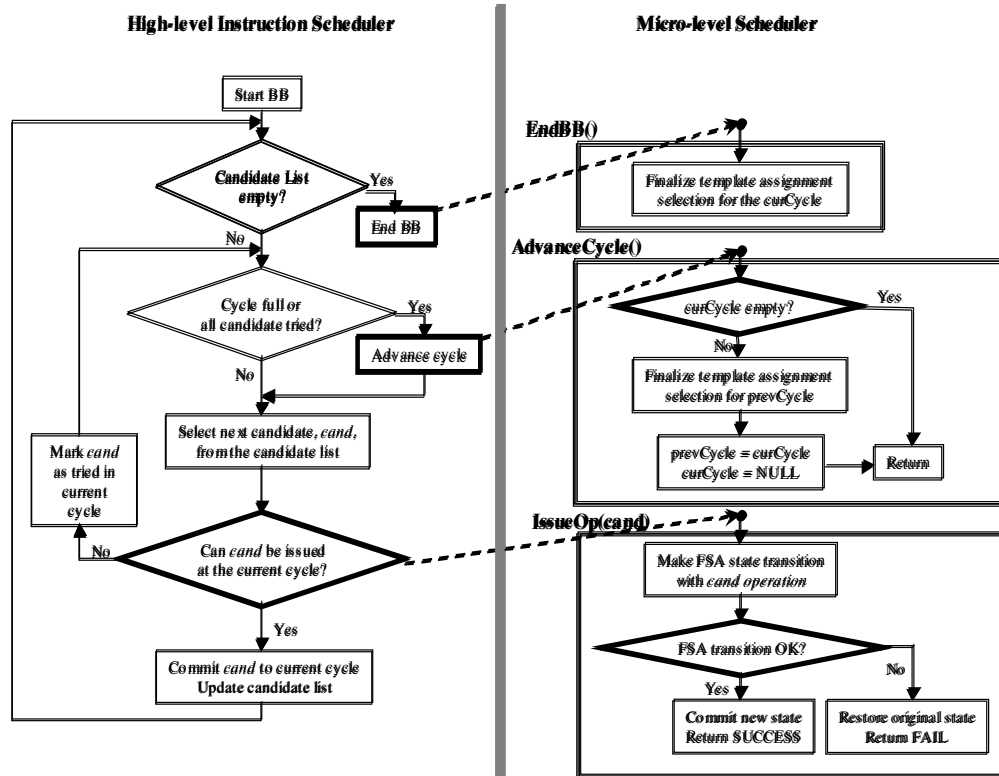 High-level Instruction Scheduler
Start BB
Candidate List
empty?
Yes
End BB
No
Cycle full or
all candidate tried?
Yes
Advance cycle
No
Select next candidate, cand,
from the candidate list
Mark cand
as tried in
current
cycle
Can cand be issued
at the current cycle?
No
Yes
Commit cand to current cycle
Update candidate list
Micro-level Scheduler
EndBB()
Finalize template assignment
selection for the curCycle
AdvanceCycle()
curCycle empty?
Yes
No
Finalize template assignment
selection for prevCycle
prevCycle = curCycle
curCycle = NULL
Return
IssueOp(cand)
Make FSA state transition
with cand operation
FSA transition OK?
Yes
No
Commit new state
Return SUCCESS
Restore original state
Return FAIL